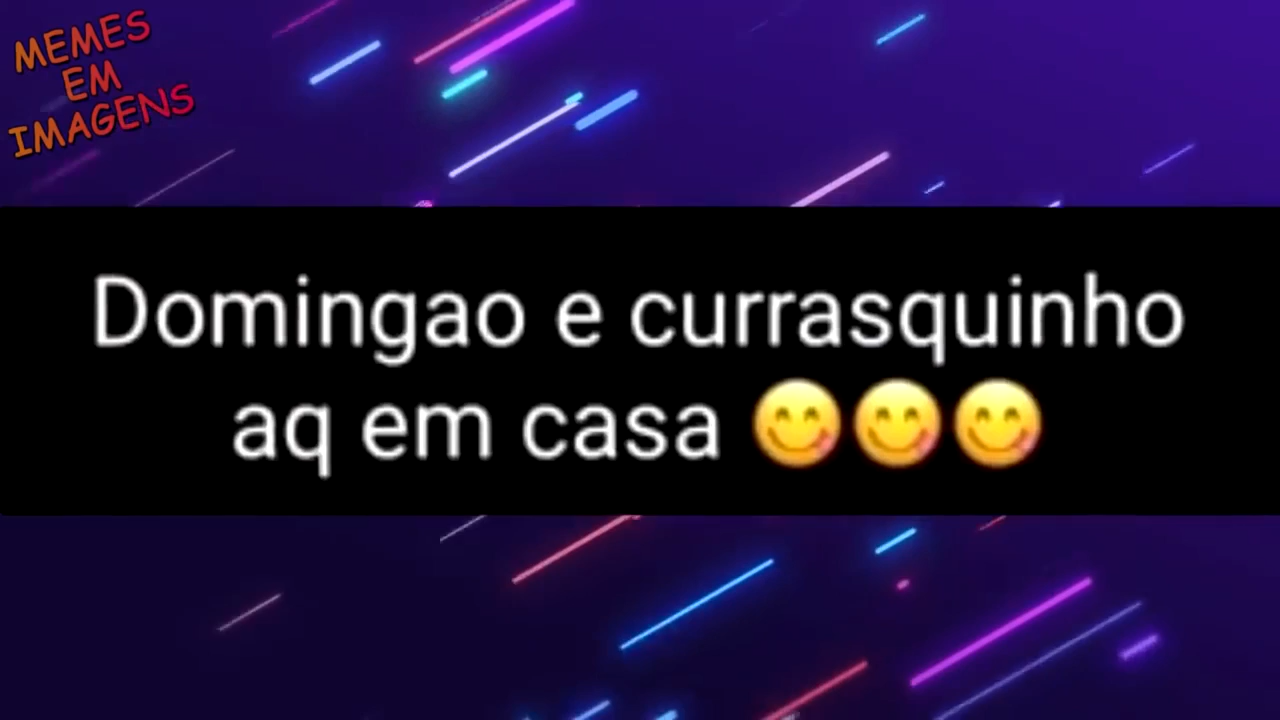 MEMES
EM
IMAGENS
Domingao e currasquinho
aq em casa 😋😋😋